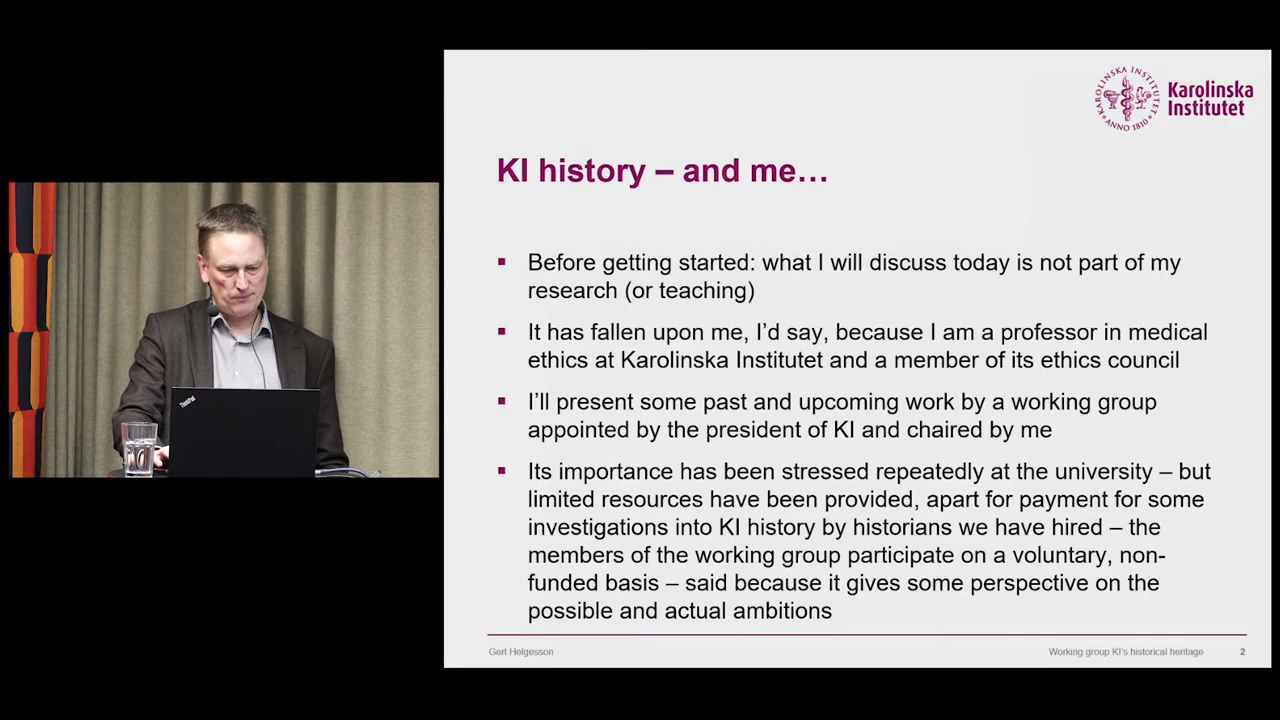 KAROLINSKA INSTITUTET
ANNO 1810
Karolinska
Institutet
KI history – and me…
Before getting started: what I will discuss today is not part of my
research (or teaching)
It has fallen upon me, I’d say, because I am a professor in medical
ethics at Karolinska Institutet and a member of its ethics council
I’ll present some past and upcoming work by a working group
appointed by the president of KI and chaired by me
Its importance has been stressed repeatedly at the university – but
limited resources have been provided, apart for payment for some
investigations into KI history by historians we have hired – the
members of the working group participate on a voluntary, non-
funded basis – said because it gives some perspective on the
possible and actual ambitions
Gert Helgesson
Working group KI’s historical heritage
2
ThinkPad